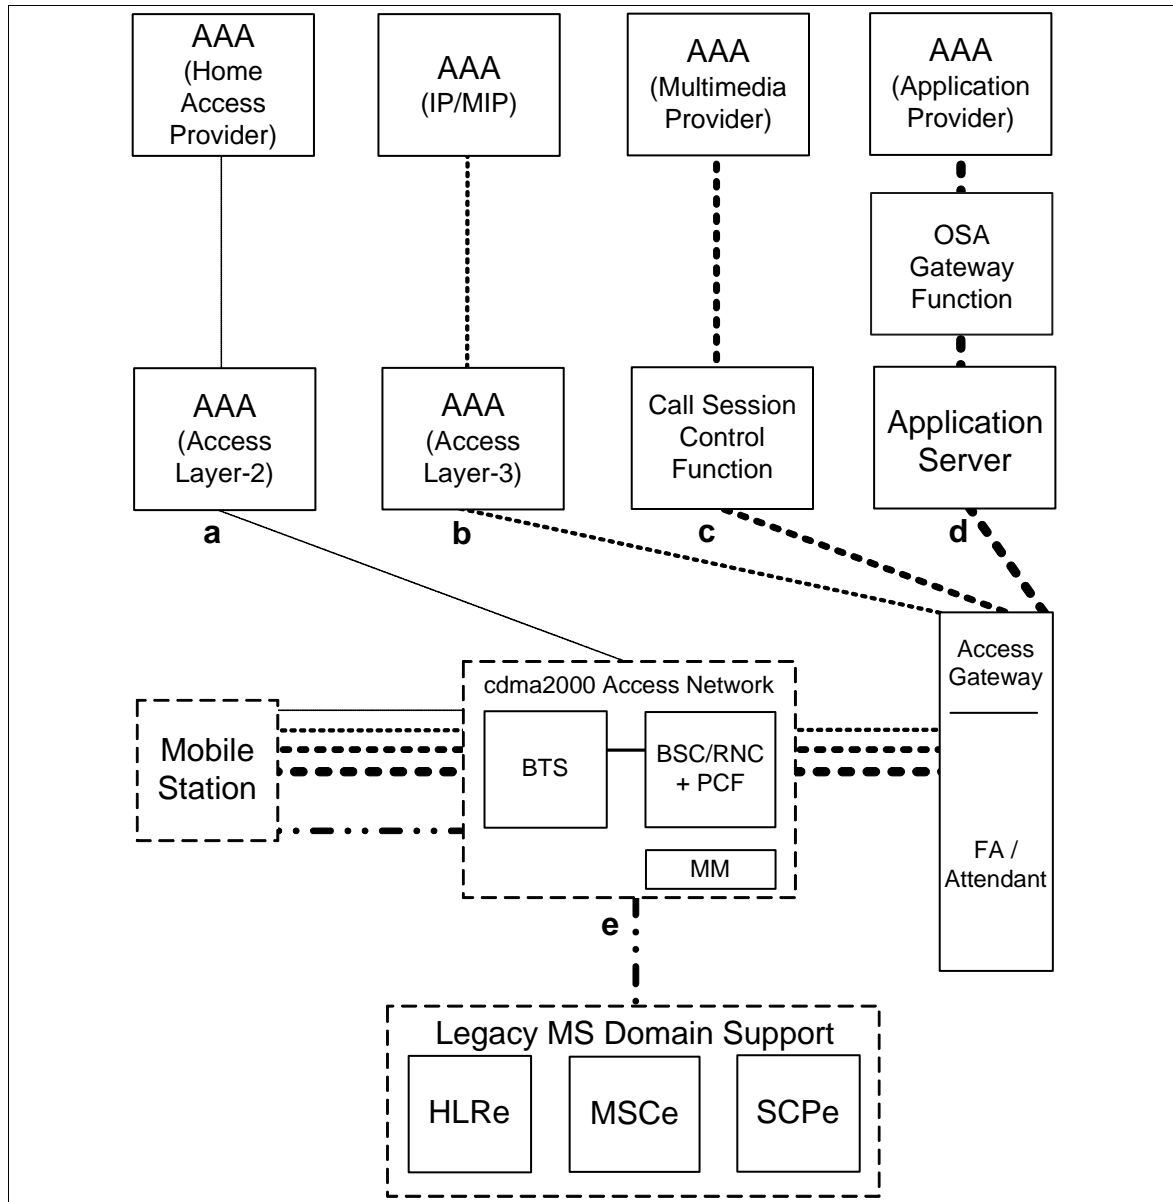 AAA
(Home
Access
Provider)
AAA
(IP/MIP)
AAA
(Multimedia
Provider)
AAA
(Application
Provider)
OSA
Gateway
Function
AAA
(Access
Layer-2)
AAA
(Access
Layer-3)
Call Session
Control
Function
Application
Server
a
b
c
d
Access
Gateway
FA /
Attendant
cdma2000 Access Network
BTS
BSC/RNC
+ PCF
MM
Mobile
Station
e
Legacy MS Domain Support
HLRe
MSCe
SCPe